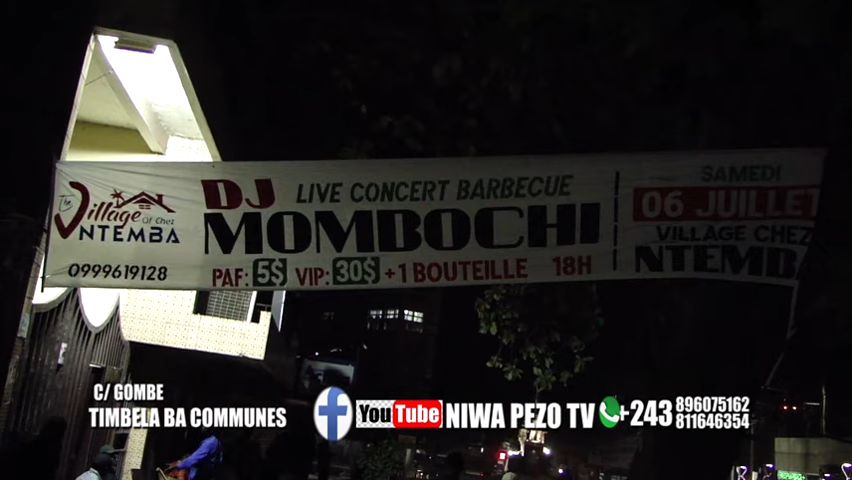 The Village Of Chez
NTEMBA
0999619128
DJ LIVE CONCERT BARBECUE
MOMBOCHI
PAF: 5$ VIP: 30$ +1 BOUTEILLE 18H
SAMEDI
06 JUILLET
VILLAGE CHEZ
NTEMB
C/ GOMBE
TIMBELA BA COMMUNES
f YouTube NIWA PEZO TV +243 896075162
811646354